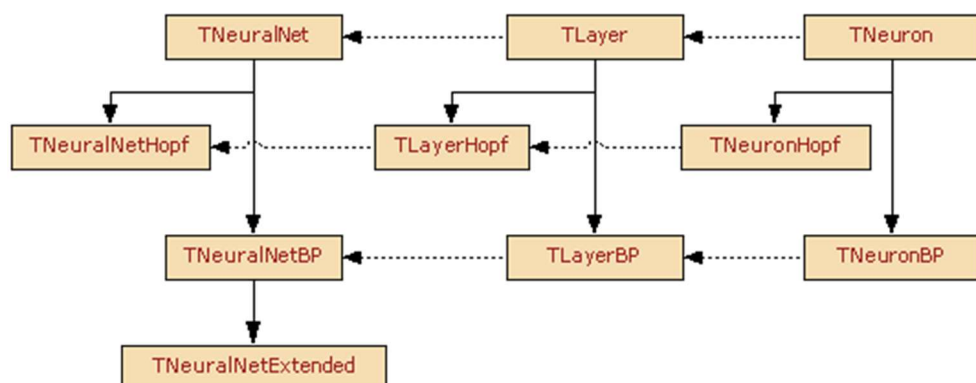 TNeuralNet
TLayer
TNeuron
TNeuralNetHopf
TLayerHopf
TNeuronHopf
TNeuralNetBP
TLayerBP
TNeuronBP
TNeuralNetExtended